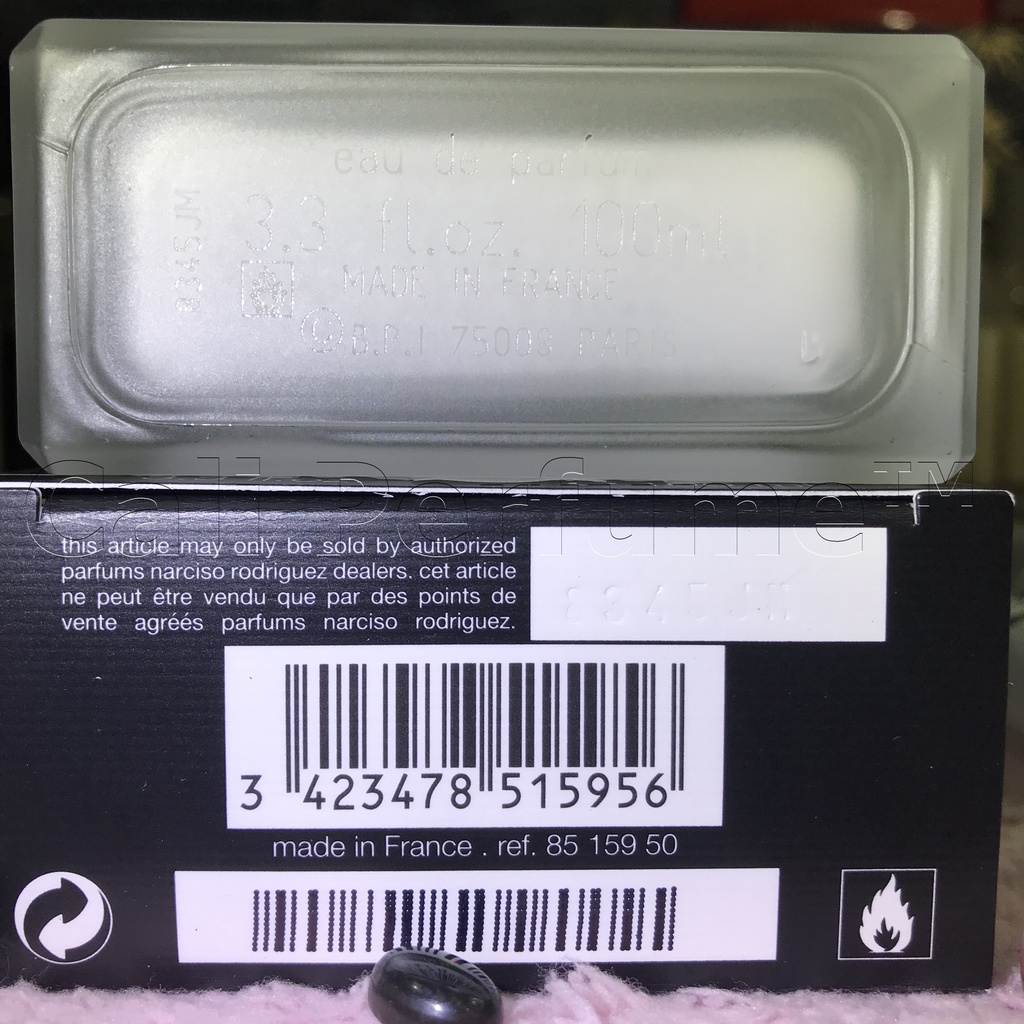 eau de parfum
3.3 fl.oz. 100ml
8345JM
MADE IN FRANCE
© B.P.I 75008 PARIS
Cali Perfume™
this article may only be sold by authorized
parfums narciso rodriguez dealers. cet article
ne peut être vendu que par des points de
vente agréés parfums narciso rodriguez.
8345JM
3 423478 515956
made in France . ref. 85 159 50